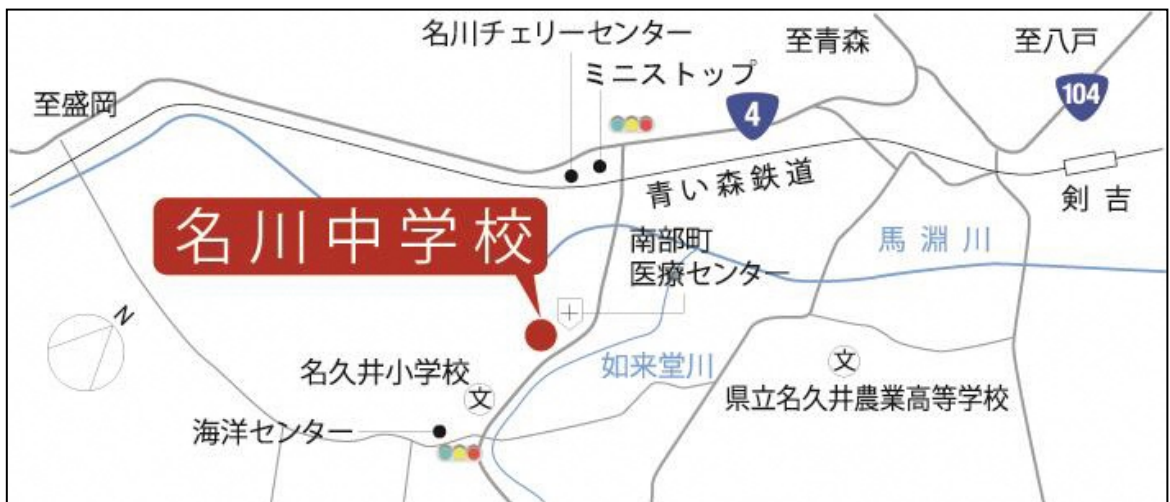 名川チェリーセンター
至青森
至八戸
ミニストップ
至盛岡
4
104
青い森鉄道
剣吉
名川中学校
南部町
医療センター
馬淵川
N
名久井小学校
文
如来堂川
文
県立名久井農業高等学校
海洋センター